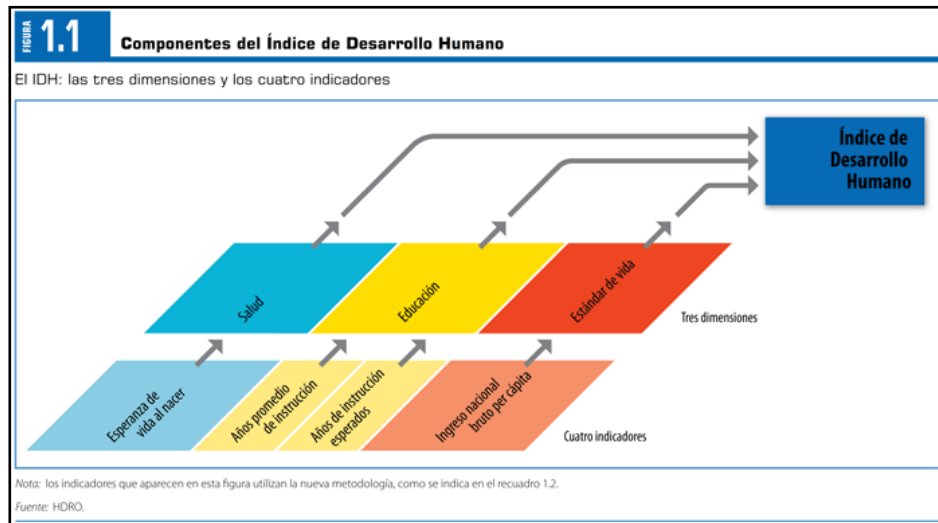 FIGURA
1.1
Componentes del Índice de Desarrollo Humano
El IDH: las tres dimensiones y los cuatro indicadores
Índice de
Desarrollo
Humano
Salud
Educación
Estándar de vida
Tres dimensiones
Esperanza de
vida al nacer
Años promedio
de instrucción
Años de instrucción
esperados
Ingreso nacional
bruto per cápita
Cuatro indicadores
Nota: los indicadores que aparecen en esta figura utilizan la nueva metodología, como se indica en el recuadro 1.2.
Fuente: HDRO.